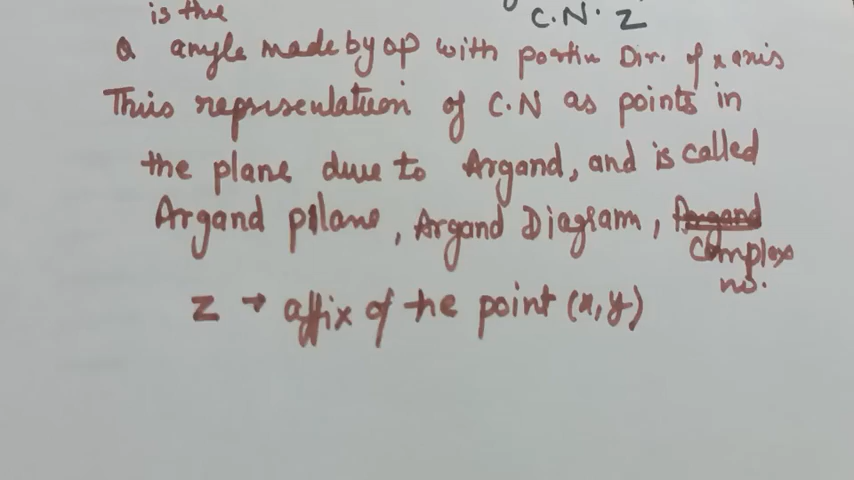 is the
C.N. Z
a angle made by op with positiv Dir. of x axis
This representation of C.N as points in
the plane due to Argand, and is called
Argand plane, Argand Diagram, Argand
Complex
no.
Z → affix of the point (x,y)